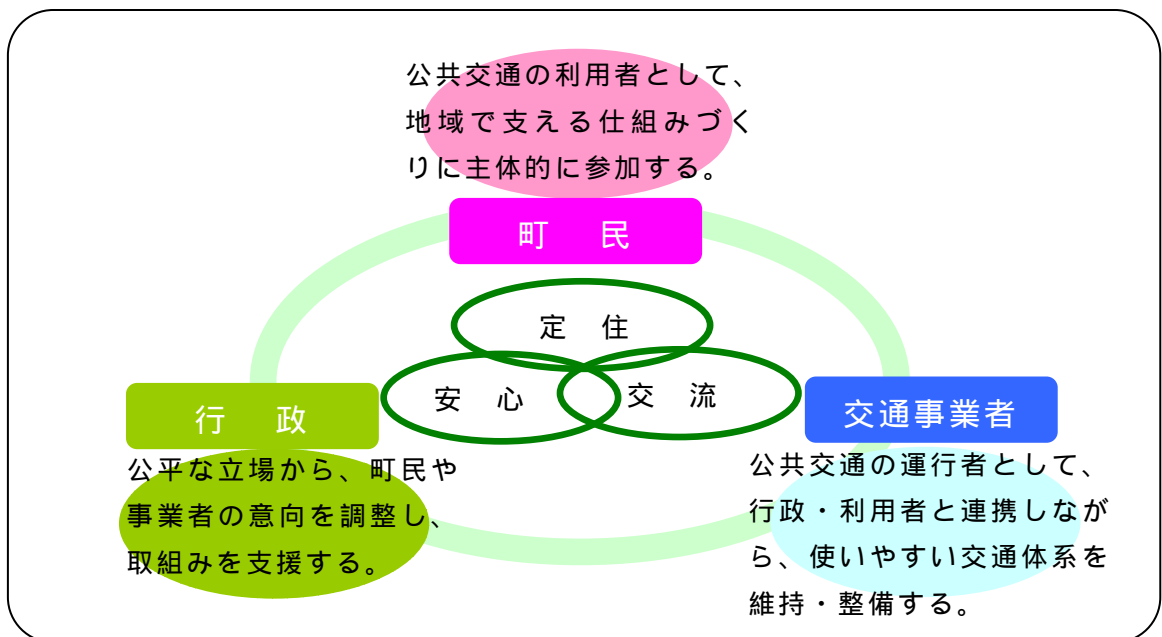 公共交通の利用者として、
地域で支える仕組みづく
りに主体的に参加する。
町 民
定 住
安 心
交 流
行 政
公平な立場から、町民や
事業者の意向を調整し、
取組みを支援する。
交通事業者
公共交通の運行者として、
行政・利用者と連携しなが
ら、使いやすい交通体系を
維持・整備する。